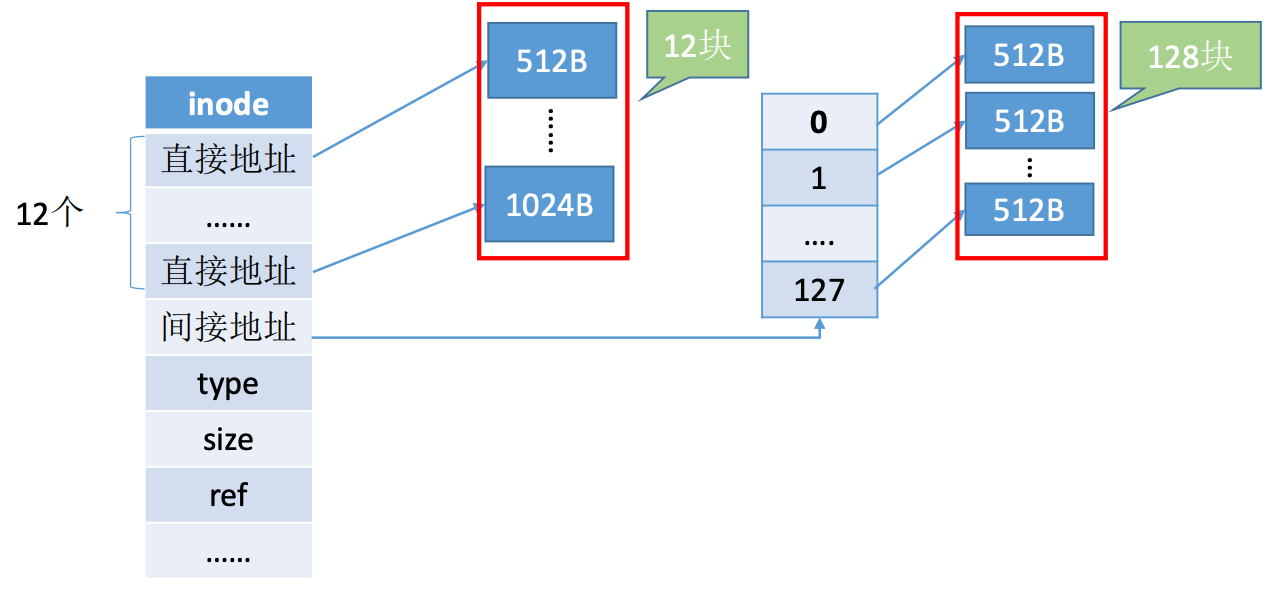 12个
inode
直接地址
......
直接地址
间接地址
type
size
ref
......
512B
1024B
12块
0
1
....
127
512B
512B
512B
128块